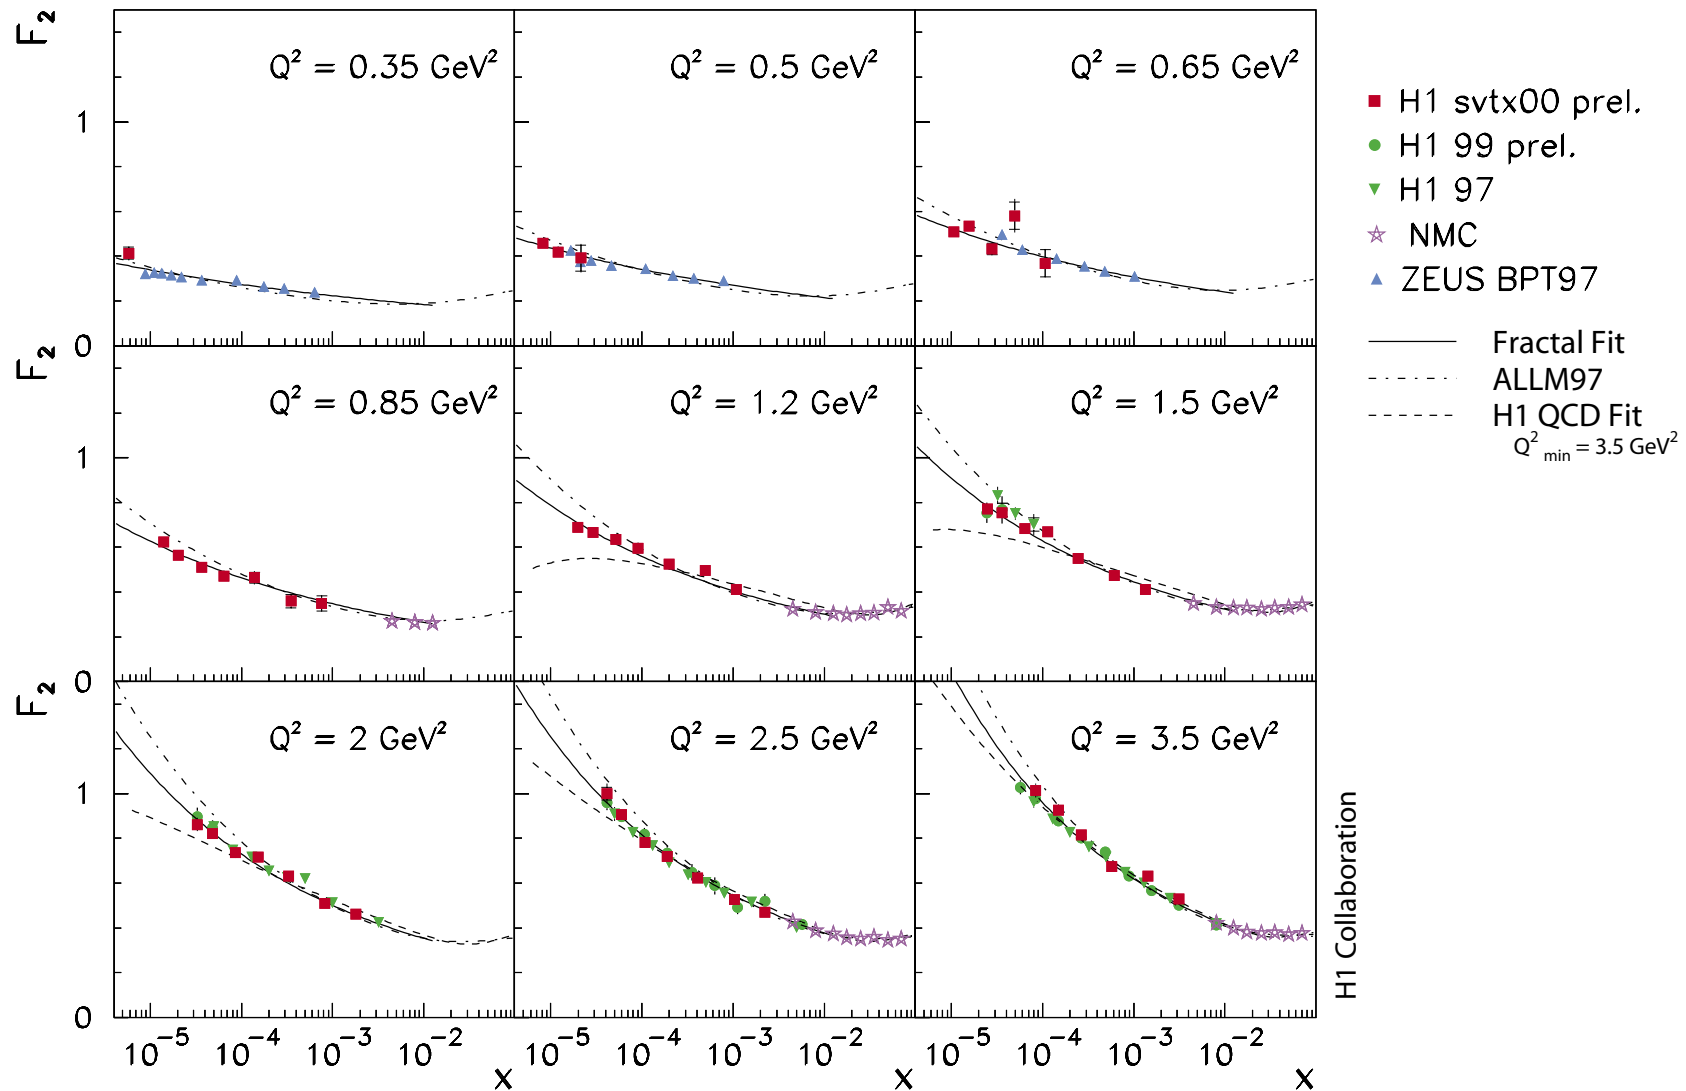 F₂
Q² = 0.35 GeV²
Q² = 0.5 GeV²
Q² = 0.65 GeV²
1
0
F₂
Q² = 0.85 GeV²
Q² = 1.2 GeV²
Q² = 1.5 GeV²
1
0
F₂
Q² = 2 GeV²
Q² = 2.5 GeV²
Q² = 3.5 GeV²
1
0
10⁻⁵ 10⁻⁴ 10⁻³ 10⁻²
10⁻⁵ 10⁻⁴ 10⁻³ 10⁻²
10⁻⁵ 10⁻⁴ 10⁻³ 10⁻²
x
x
x
H1 svtx00 prel.
H1 99 prel.
H1 97
NMC
ZEUS BPT97
Fractal Fit
ALLM97
H1 QCD Fit
Q² min = 3.5 GeV²
H1 Collaboration